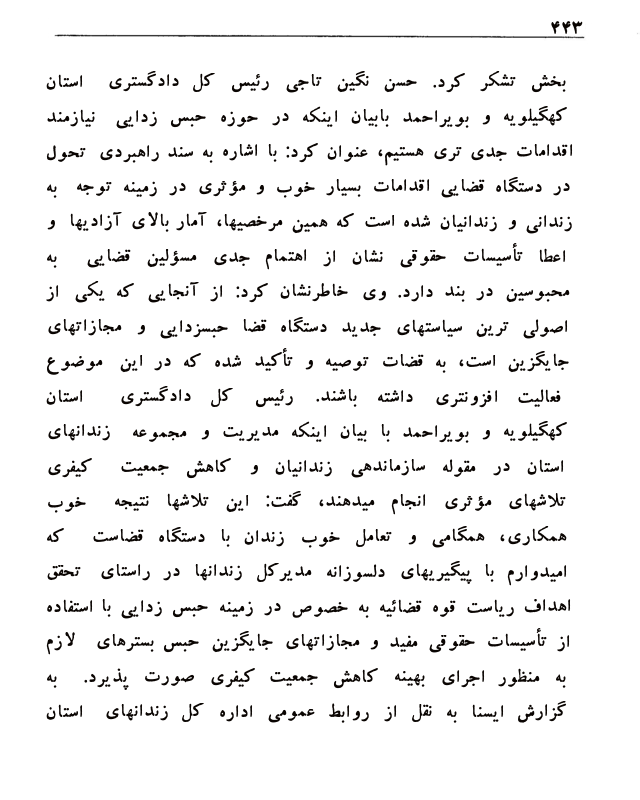 ۴۴۳
بخش تشکر کرد. حسن نگین تاجی رئیس کل دادگستری استان
کهگیلویه و بویراحمد بابیان اینکه در حوزه حبس زدایی نیازمند
اقدامات جدی تری هستیم، عنوان کرد: با اشاره به سند راهبردی تحول
در دستگاه قضایی اقدامات بسیار خوب و مؤثری در زمینه توجه به
زندانی و زندانیان شده است که همین مرخصیها، آمار بالای آزادیها و
اعطا تأسیسات حقوقی نشان از اهتمام جدی مسؤلین قضایی به
محبوسین در بند دارد. وی خاطرنشان کرد: از آنجایی که یکی از
اصولی ترین سیاستهای جدید دستگاه قضا حبسزدایی و مجازاتهای
جایگزین است، به قضات توصیه و تأکید شده که در این موضوع
فعالیت افزونتری داشته باشند. رئیس کل دادگستری استان
کهگیلویه و بویراحمد با بیان اینکه مدیریت و مجموعه زندانهای
استان در مقوله سازماندهی زندانیان و کاهش جمعیت کیفری
تلاشهای مؤثری انجام میدهند، گفت: این تلاشها نتیجه خوب
همکاری، همگامی و تعامل خوب زندان با دستگاه قضاست که
امیدوارم با پیگیریهای دلسوزانه مدیرکل زندانها در راستای تحقق
اهداف ریاست قوه قضائیه به خصوص در زمینه حبس زدایی با استفاده
از تأسیسات حقوقی مفید و مجازاتهای جایگزین حبس بسترهای لازم
به منظور اجرای بهینه کاهش جمعیت کیفری صورت پذیرد. به
گزارش ایسنا به نقل از روابط عمومی اداره کل زندانهای استان